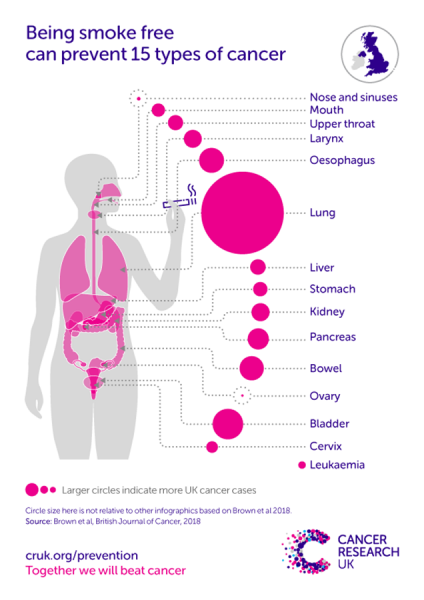 Being smoke free
can prevent 15 types of cancer
Nose and sinuses
Mouth
Upper throat
Larynx
Oesophagus
Lung
Liver
Stomach
Kidney
Pancreas
Bowel
Ovary
Bladder
Cervix
Leukaemia
Larger circles indicate more UK cancer cases
Circle size here is not relative to other infographics based on Brown et al 2018.
Source: Brown et al, British Journal of Cancer, 2018
cruk.org/prevention
Together we will beat cancer
CANCER
RESEARCH
UK